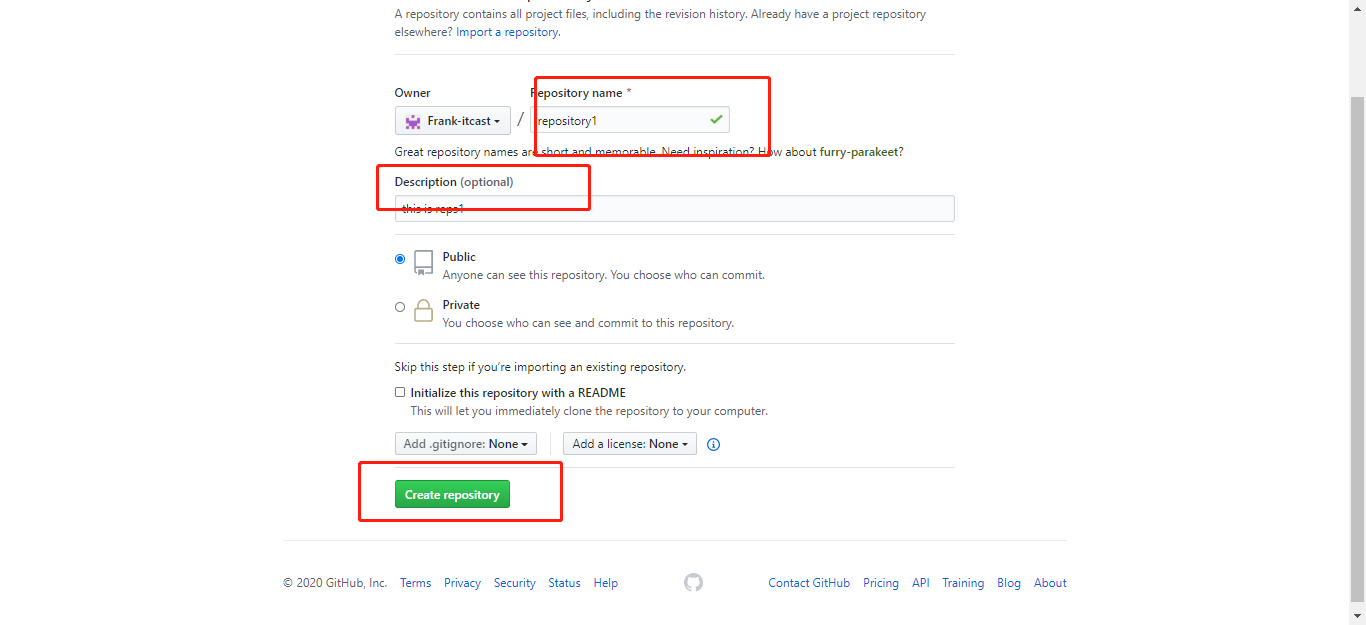 A repository contains all project files, including the revision history. Already have a project repository
elsewhere? Import a repository.
Owner
Repository name *
Frank-itcast
/
repository1
Great repository names are short and memorable. Need inspiration? How about furry-parakeet?
Description (optional)
this is repo1
Public
Anyone can see this repository. You choose who can commit.
Private
You choose who can see and commit to this repository.
Skip this step if you’re importing an existing repository.
Initialize this repository with a README
This will let you immediately clone the repository to your computer.
Add .gitignore: None
Add a license: None
Create repository
© 2020 GitHub, Inc. Terms Privacy Security Status Help Contact GitHub Pricing API Training Blog About